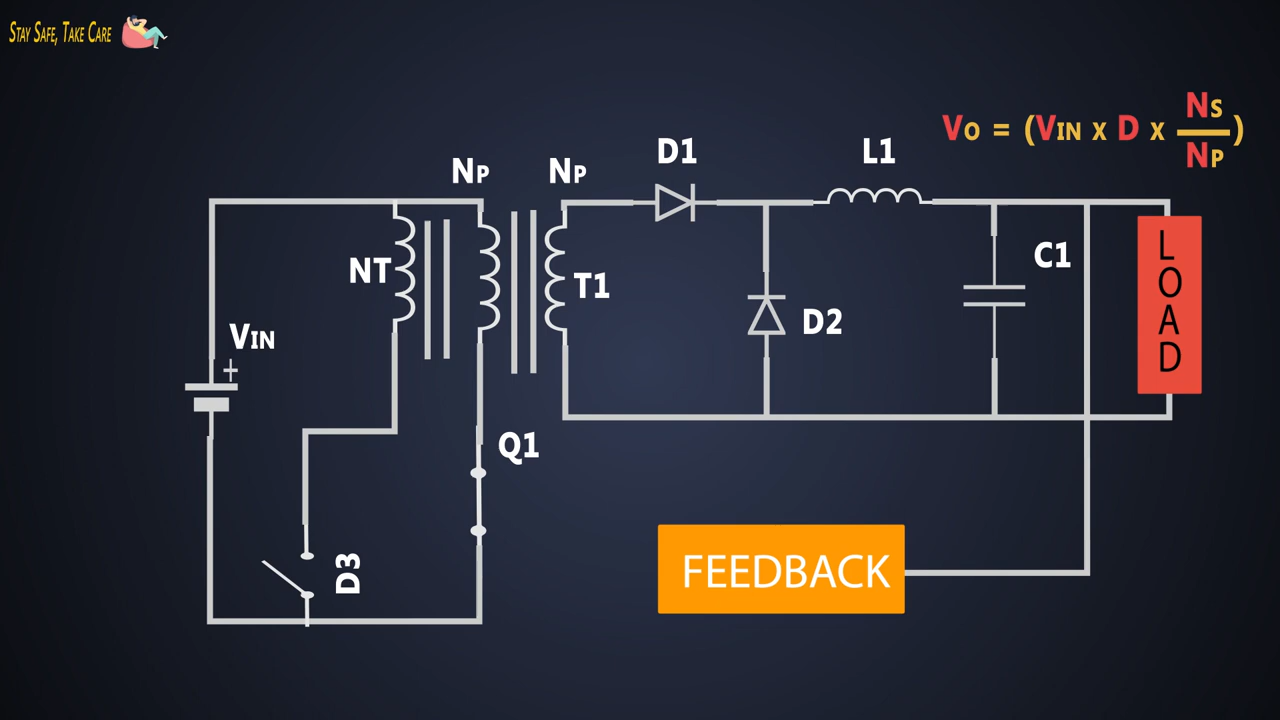 STAY SAFE, TAKE CARE
VO = (VIN x D x NS / NP)
NP
NP
D1
L1
NT
T1
C1
D2
LOAD
VIN
+
Q1
D3
FEEDBACK